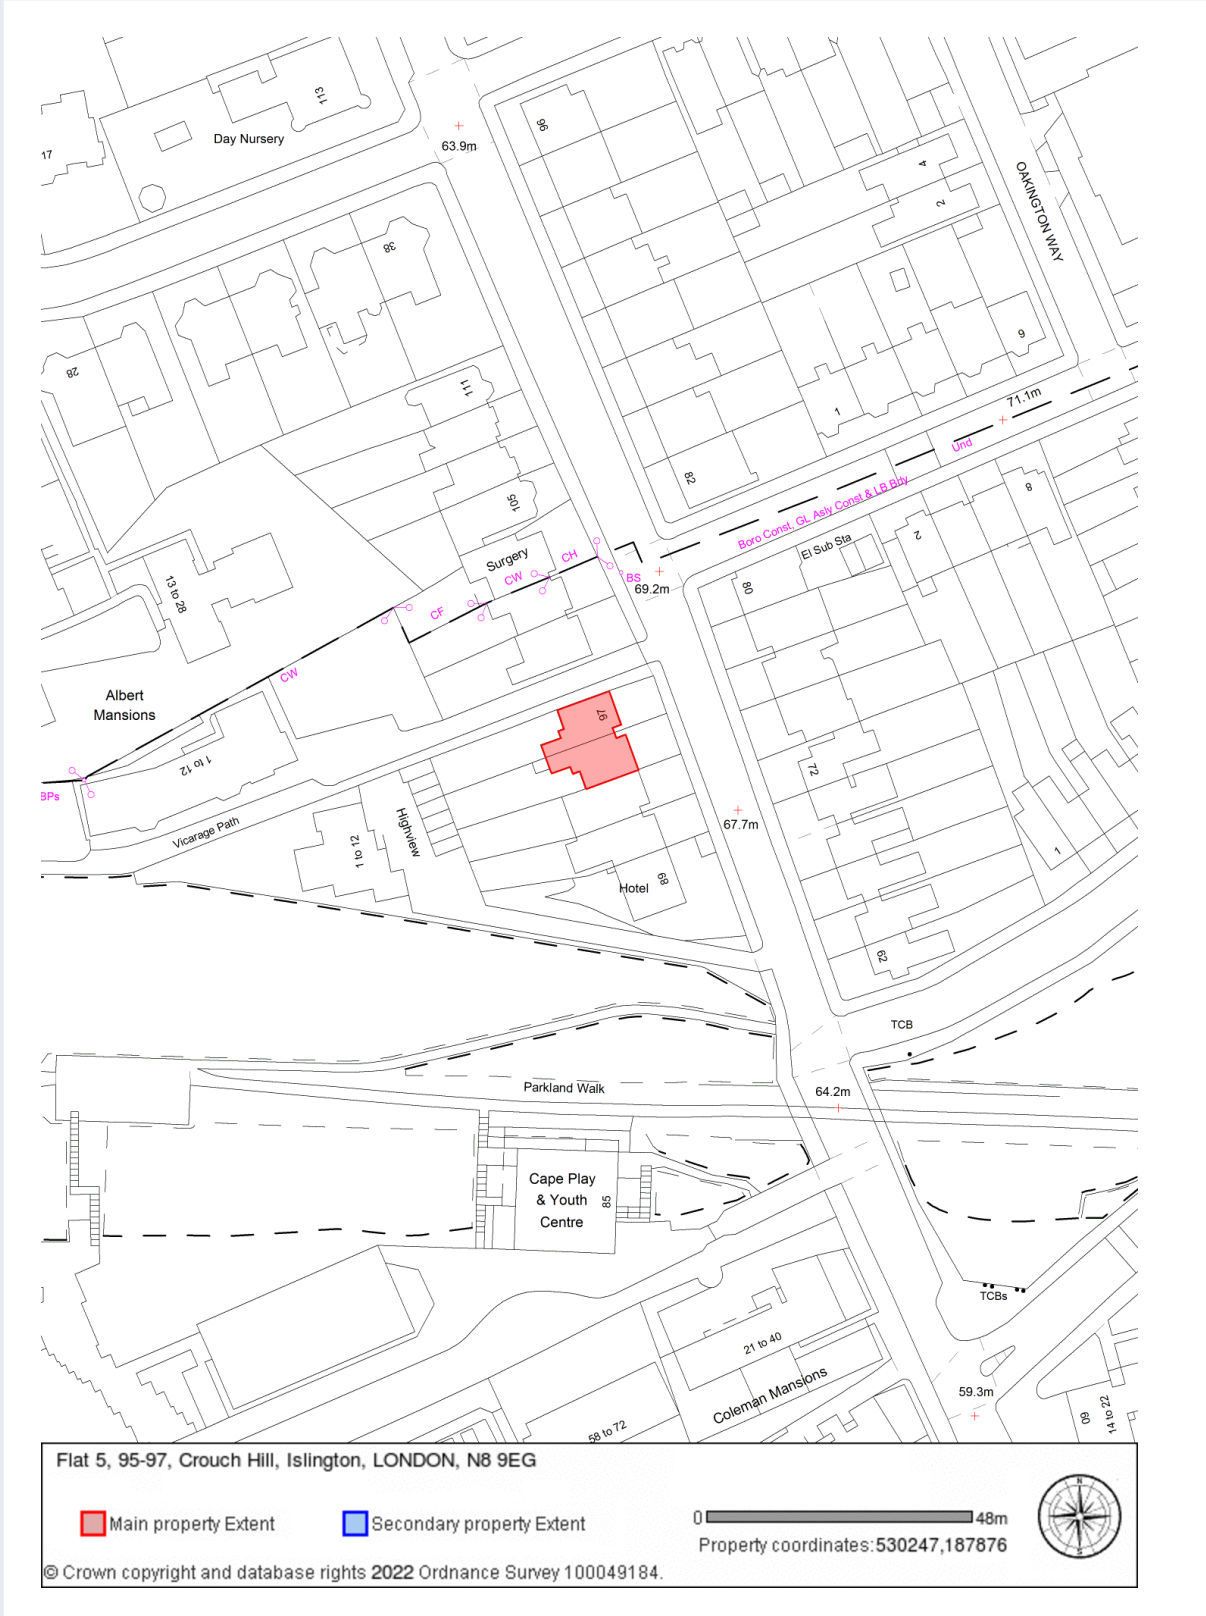 113
Day Nursery
17
63.9m
96
4
2
OAKINGTON WAY
38
28
111
9
1
71.1m
Und
82
105
Boro Const, GL Asly Const & LB Bdy
8
2
El Sub Sta
Surgery
CH
CW
BS
69.2m
80
13 to 28
CF
CW
Albert
Mansions
97
1 to 12
BPs
72
Vicarage Path
Highview
1 to 12
67.7m
1
Hotel
89
62
TCB
Parkland Walk
64.2m
Cape Play
& Youth
Centre
85
TCBs
21 to 40
Coleman Mansions
59.3m
58 to 72
60
14 to 22
Flat 5, 95-97, Crouch Hill, Islington, LONDON, N8 9EG
Main property Extent
Secondary property Extent
0
48m
Property coordinates:530247,187876
N
S
© Crown copyright and database rights 2022 Ordnance Survey 100049184.